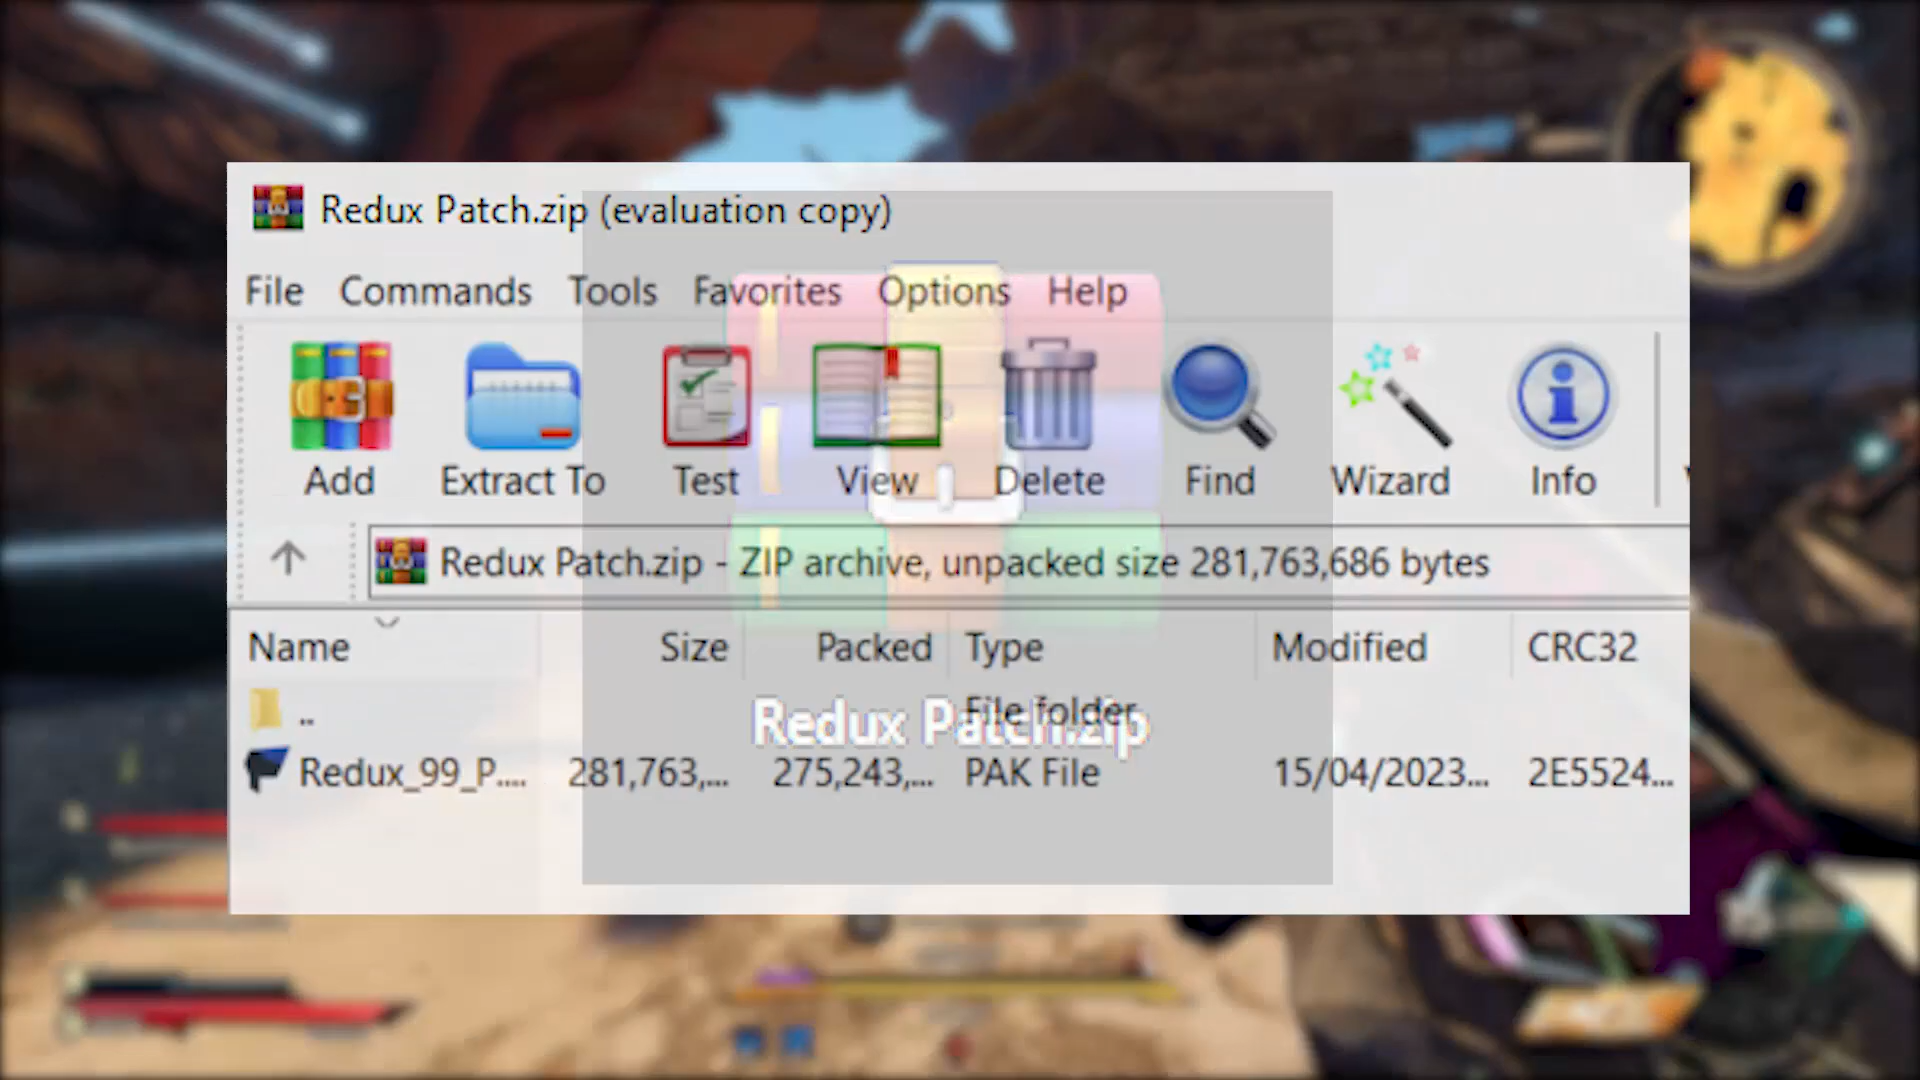 Redux Patch.zip (evaluation copy)
File Commands Tools Favorites Options Help
Add Extract To Test View Delete Find Wizard Info
Redux Patch.zip - ZIP archive, unpacked size 281,763,686 bytes
Name Size Packed Type Modified CRC32
.. File folder
Redux Patch.zip
Redux_99_P.... 281,763,... 275,243,... PAK File 15/04/2023... 2E5524...